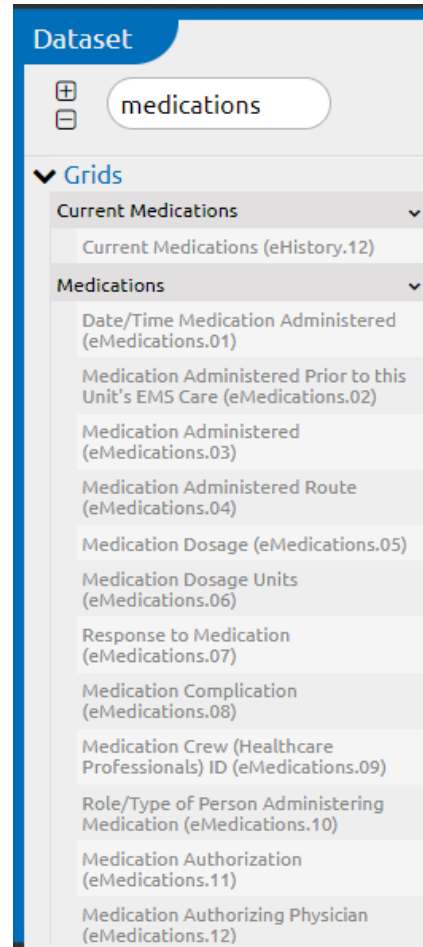 Dataset
medications
Grids
Current Medications
Current Medications (eHistory.12)
Medications
Date/Time Medication Administered
(eMedications.01)
Medication Administered Prior to this
Unit's EMS Care (eMedications.02)
Medication Administered
(eMedications.03)
Medication Administered Route
(eMedications.04)
Medication Dosage (eMedications.05)
Medication Dosage Units
(eMedications.06)
Response to Medication
(eMedications.07)
Medication Complication
(eMedications.08)
Medication Crew (Healthcare
Professionals) ID (eMedications.09)
Role/Type of Person Administering
Medication (eMedications.10)
Medication Authorization
(eMedications.11)
Medication Authorizing Physician
(eMedications.12)